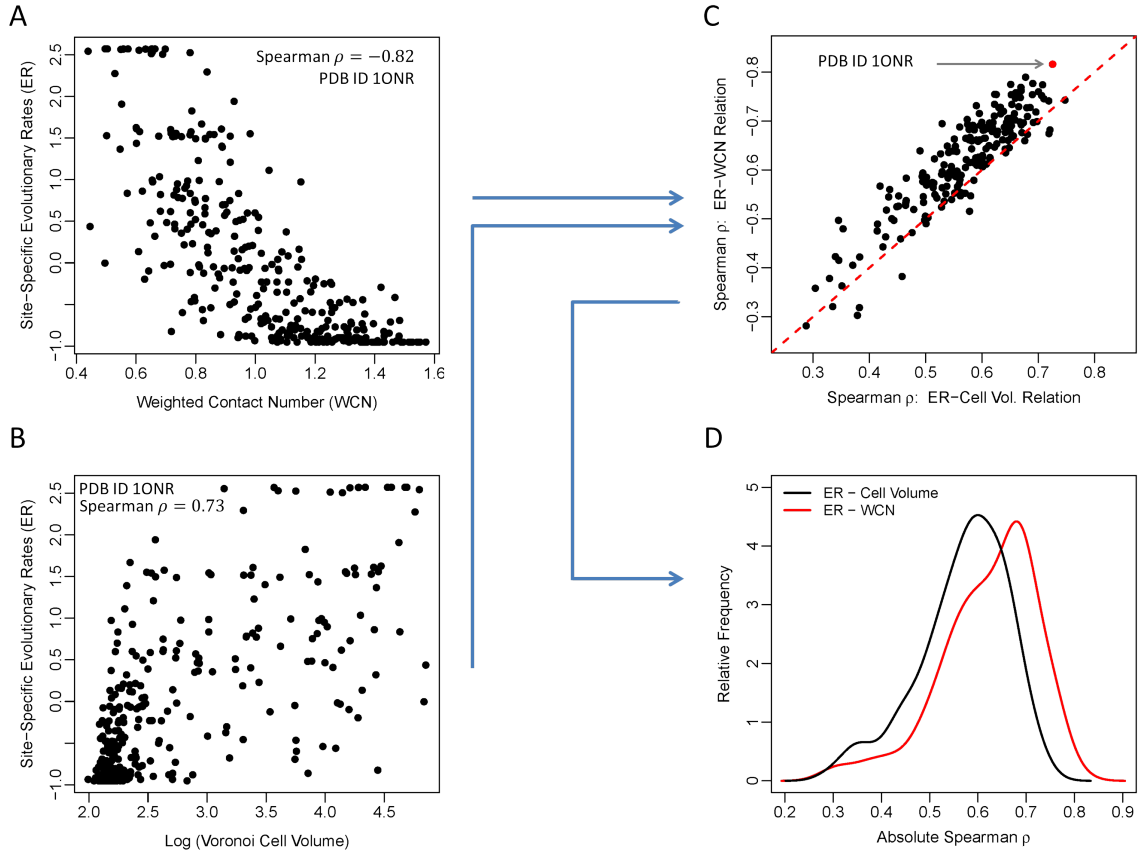 A
Spearman ρ = −0.82
PDB ID 1ONR
Site−Specific Evolutionary Rates (ER)
2.5
2.0
1.5
1.0
0.5
0.0
−1.0
0.4 0.6 0.8 1.0 1.2 1.4 1.6
Weighted Contact Number (WCN)
B
PDB ID 1ONR
Spearman ρ = 0.73
Site−Specific Evolutionary Rates (ER)
2.5
2.0
1.5
1.0
0.5
0.0
−1.0
2.0 2.5 3.0 3.5 4.0 4.5
Log (Voronoi Cell Volume)
C
PDB ID 1ONR
Spearman ρ: ER−WCN Relation
−0.8
−0.7
−0.6
−0.5
−0.4
−0.3
0.3 0.4 0.5 0.6 0.7 0.8
Spearman ρ: ER−Cell Vol. Relation
D
ER − Cell Volume
ER − WCN
Relative Frequency
5
4
3
2
1
0
0.2 0.3 0.4 0.5 0.6 0.7 0.8 0.9
Absolute Spearman ρ